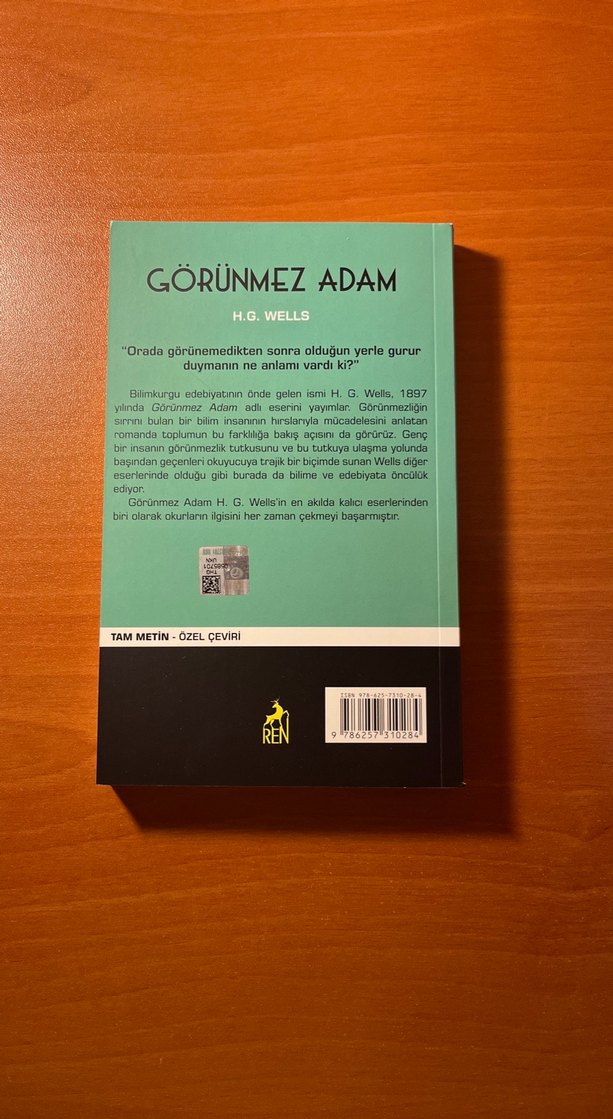 GÖRÜNMEZ ADAM
H.G. WELLS
“Orada görünemedikten sonra olduğun yerle gurur
duymanın ne anlamı vardı ki?”
Bilimkurgu edebiyatının önde gelen ismi H. G. Wells, 1897
yılında Görünmez Adam adlı eserini yayımlar. Görünmezliğin
sırrını bulan bir bilim insanının hırslarıyla mücadelesini anlatan
romanda toplumun bu farklılığa bakış açısını da görürüz. Genç
bir insanın görünmezlik tutkusunu ve bu tutkuya ulaşma yolunda
başından geçenleri okuyucuya trajik bir biçimde sunan Wells diğer
eserlerinde olduğu gibi burada da bilime ve edebiyata öncülük
ediyor.
Görünmez Adam H. G. Wells’in en akılda kalıcı eserlerinden
biri olarak okurların ilgisini her zaman çekmeyi başarmıştır.
THG
UKN
0585701
TAM METİN - ÖZEL ÇEVİRİ
REN
ISBN 978-625-7310-28-4
9 786257 310284